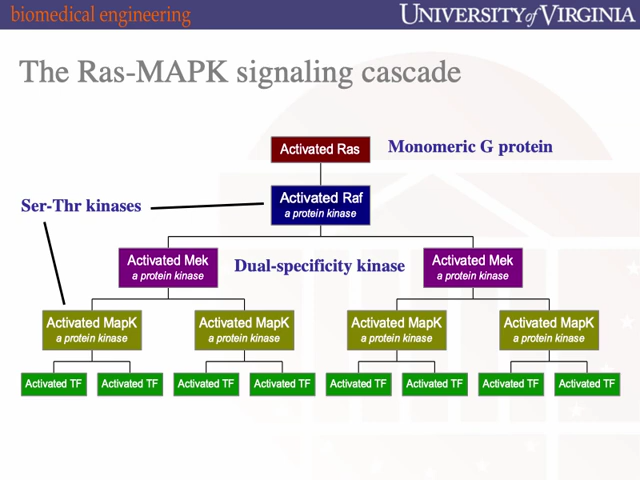 biomedical engineering
UNIVERSITY of VIRGINIA
The Ras-MAPK signaling cascade
Activated Ras
Monomeric G protein
Activated Raf
a protein kinase
Ser-Thr kinases
Activated Mek
a protein kinase
Dual-specificity kinase
Activated Mek
a protein kinase
Activated MapK
a protein kinase
Activated MapK
a protein kinase
Activated MapK
a protein kinase
Activated MapK
a protein kinase
Activated TF
Activated TF
Activated TF
Activated TF
Activated TF
Activated TF
Activated TF
Activated TF